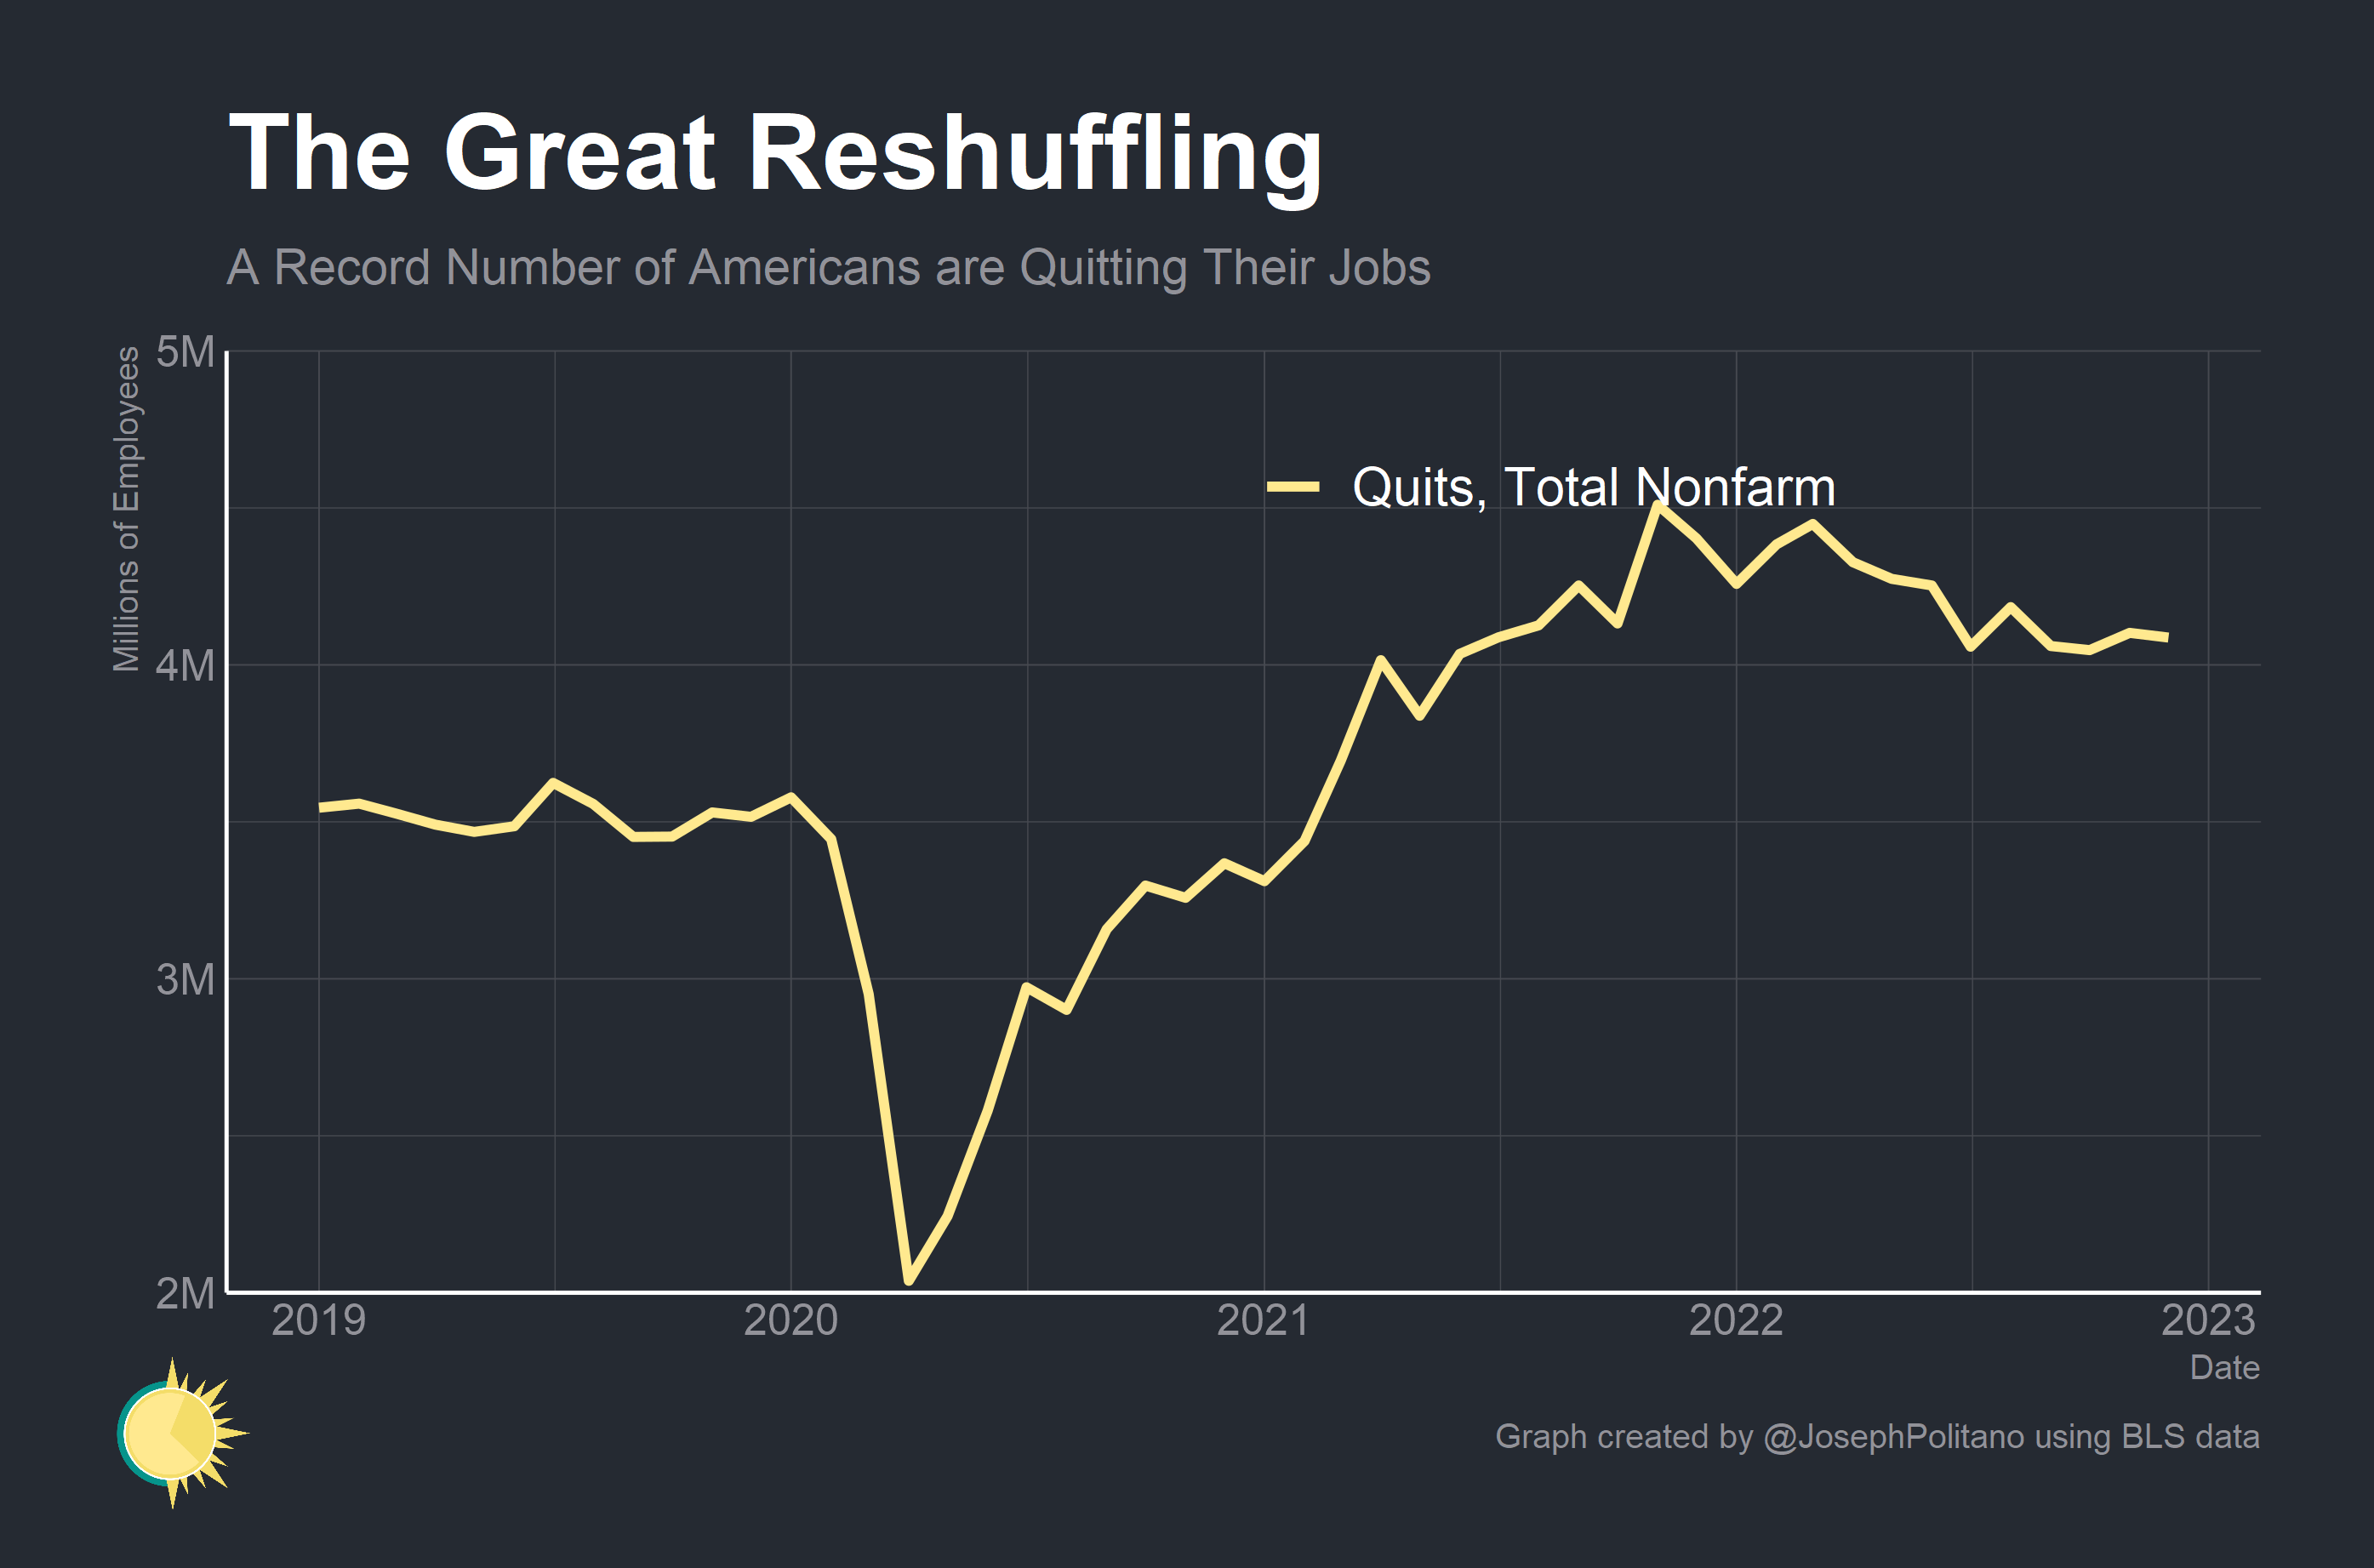 The Great Reshuffling
A Record Number of Americans are Quitting Their Jobs
Millions of Employees
5M
4M
3M
2M
Quits, Total Nonfarm
2019
2020
2021
2022
2023
Date
Graph created by @JosephPolitano using BLS data